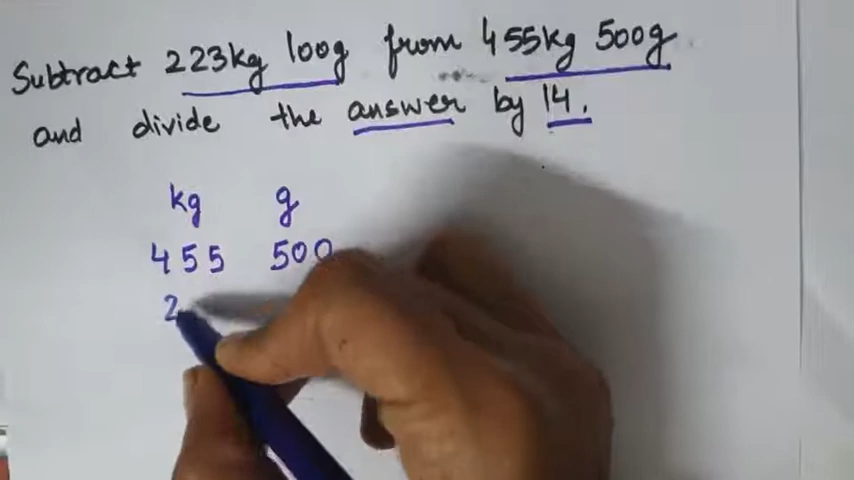 Subtract 223kg 100g from 455kg 500g
and divide the answer by 14.
kg g
455 500
2